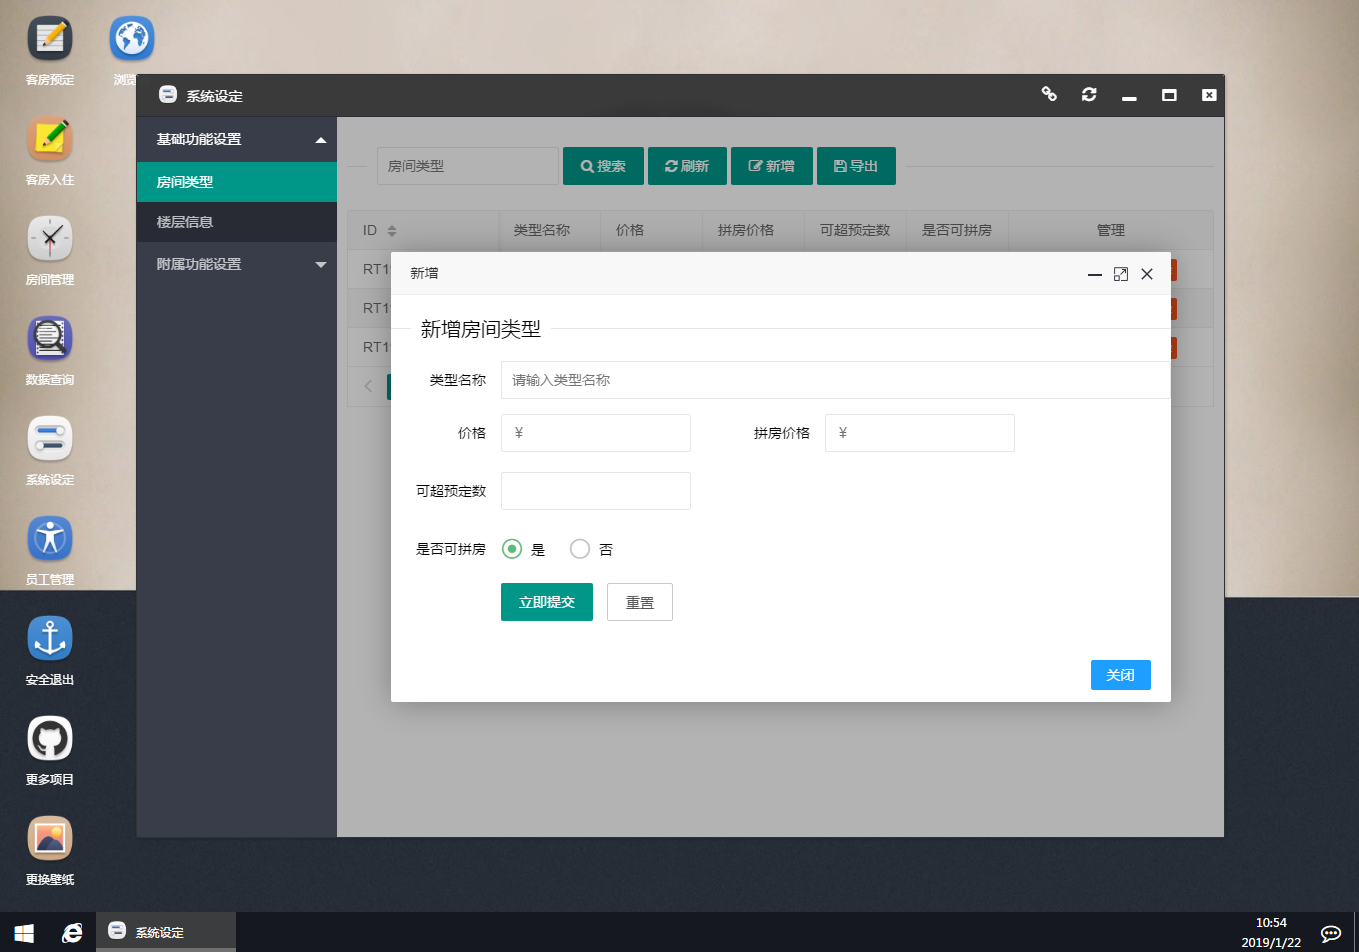 客房预定
浏览
客房入住
房间管理
数据查询
系统设定
员工管理
安全退出
更多项目
更换壁纸
系统设定
基础功能设置
房间类型
楼层信息
附属功能设置
房间类型 搜索 刷新 新增 导出
ID 类型名称 价格 拼房价格 可超预定数 是否可拼房 管理
RT1
RT1
RT1
新增
新增房间类型
类型名称 请输入类型名称
价格 ¥ 拼房价格 ¥
可超预定数
是否可拼房 是 否
立即提交 重置
关闭
系统设定
10:54
2019/1/22